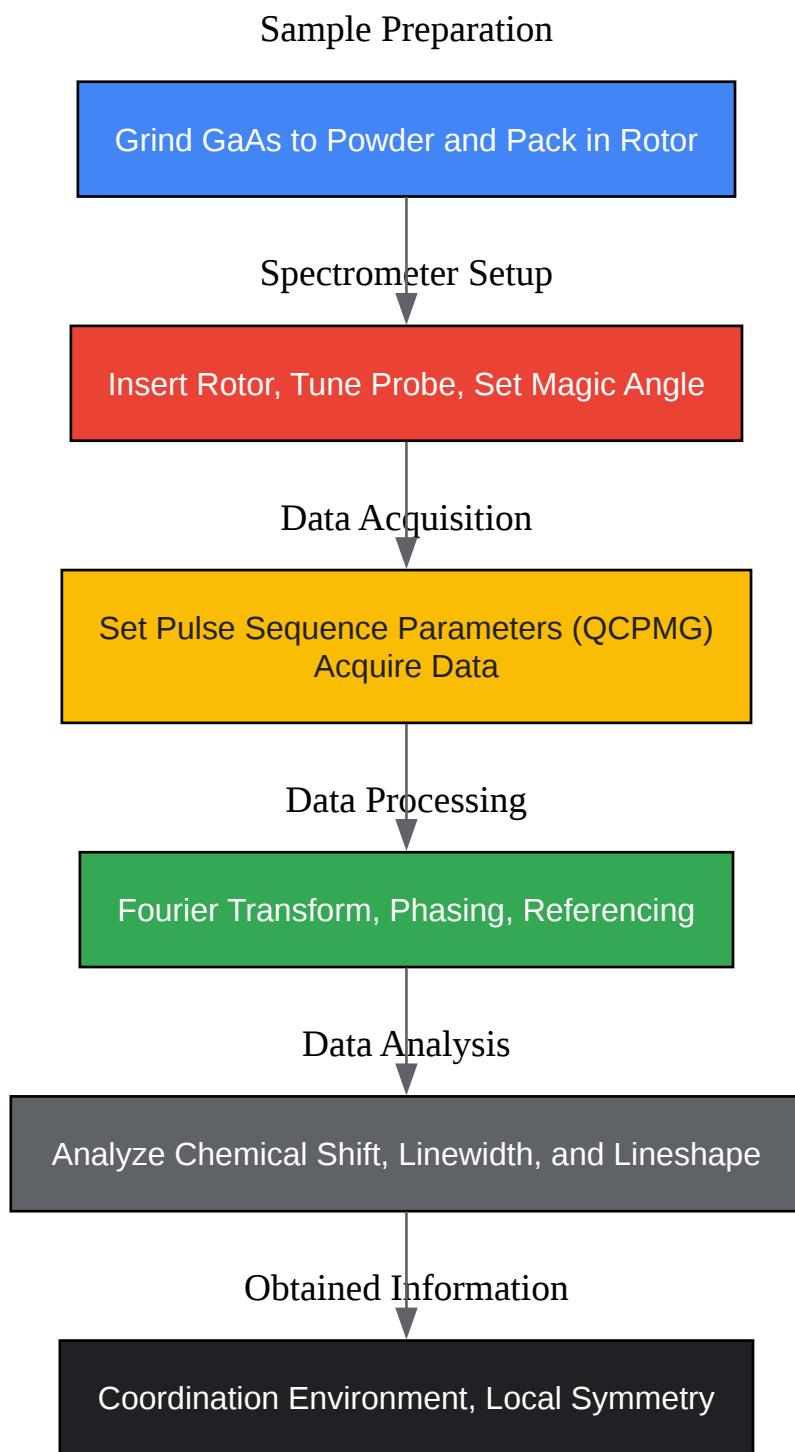 Sample Preparation
Grind GaAs to Powder and Pack in Rotor
Spectrometer Setup
Insert Rotor, Tune Probe, Set Magic Angle
Data Acquisition
Set Pulse Sequence Parameters (QCPMG)
Acquire Data
Data Processing
Fourier Transform, Phasing, Referencing
Data Analysis
Analyze Chemical Shift, Linewidth, and Lineshape
Obtained Information
Coordination Environment, Local Symmetry